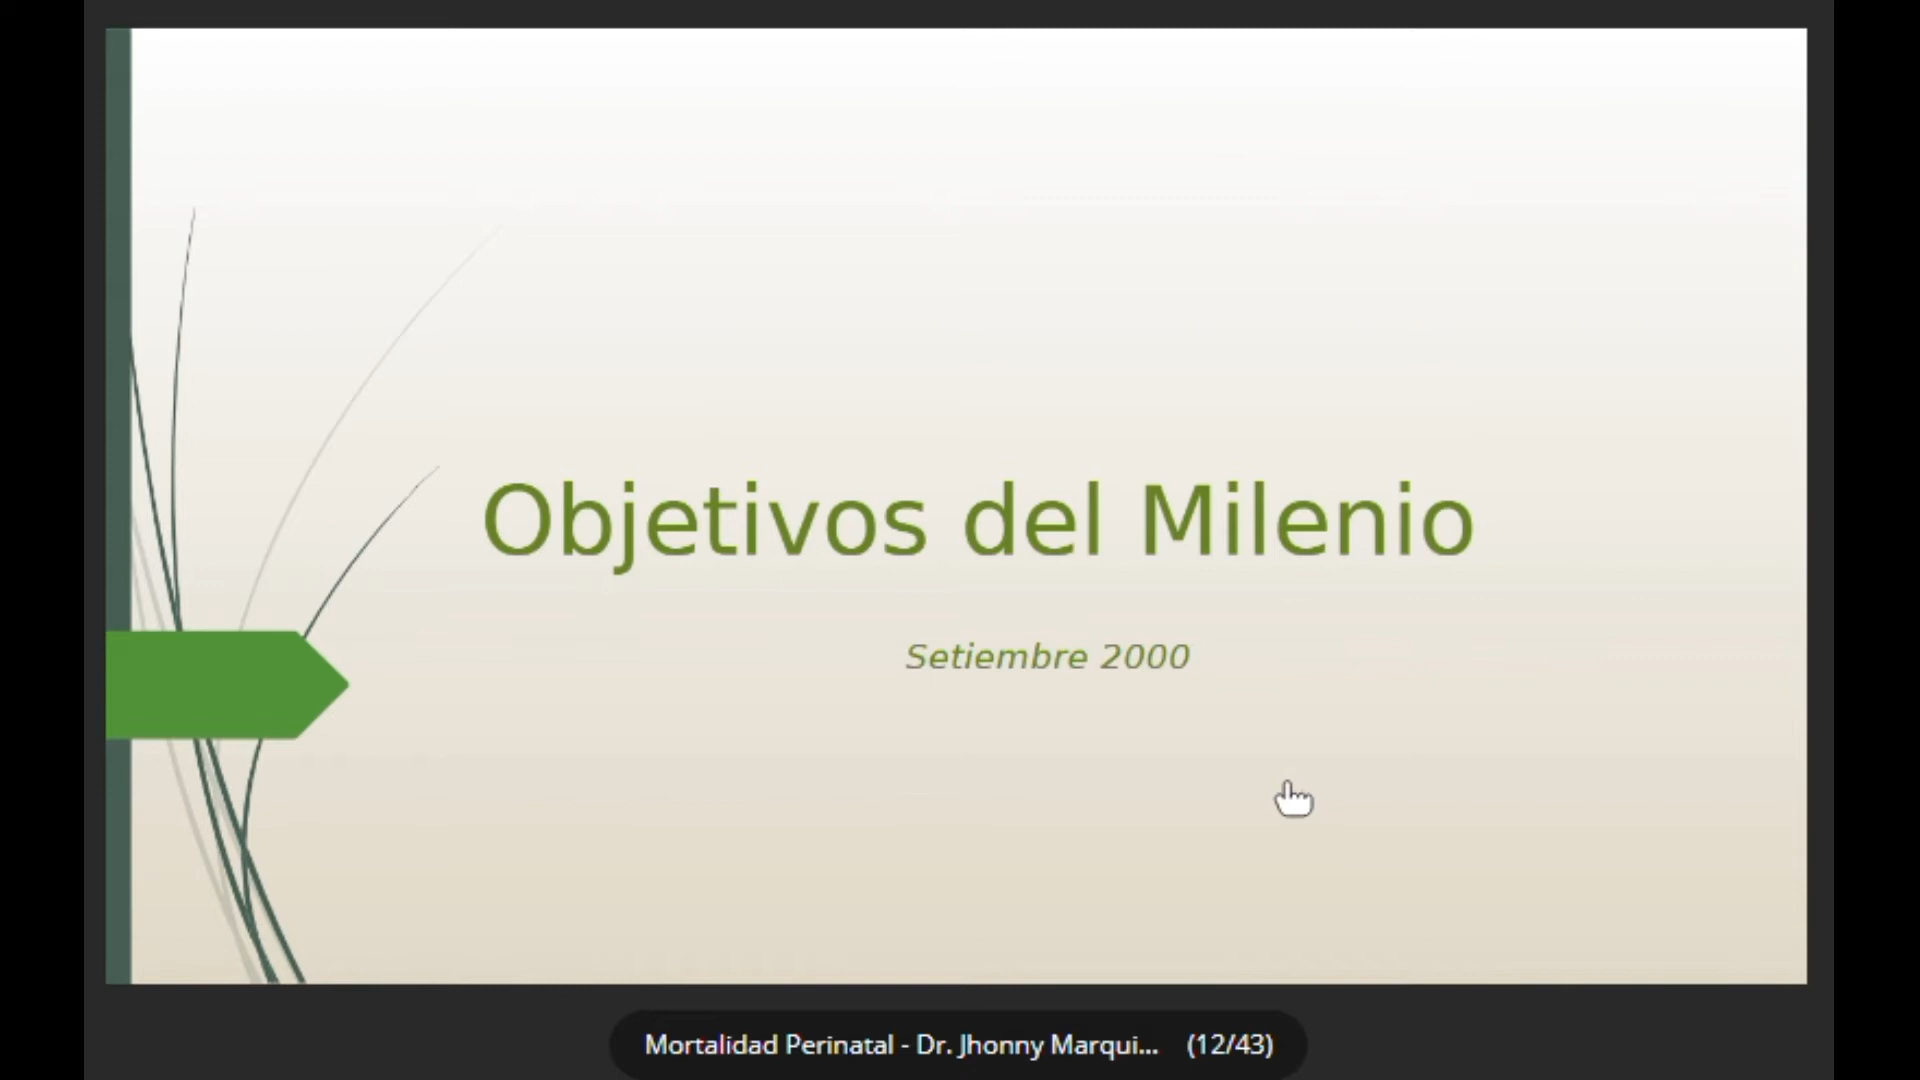 Objetivos del Milenio
Setiembre 2000
Mortalidad Perinatal - Dr. Jhonny Marqui... (12/43)